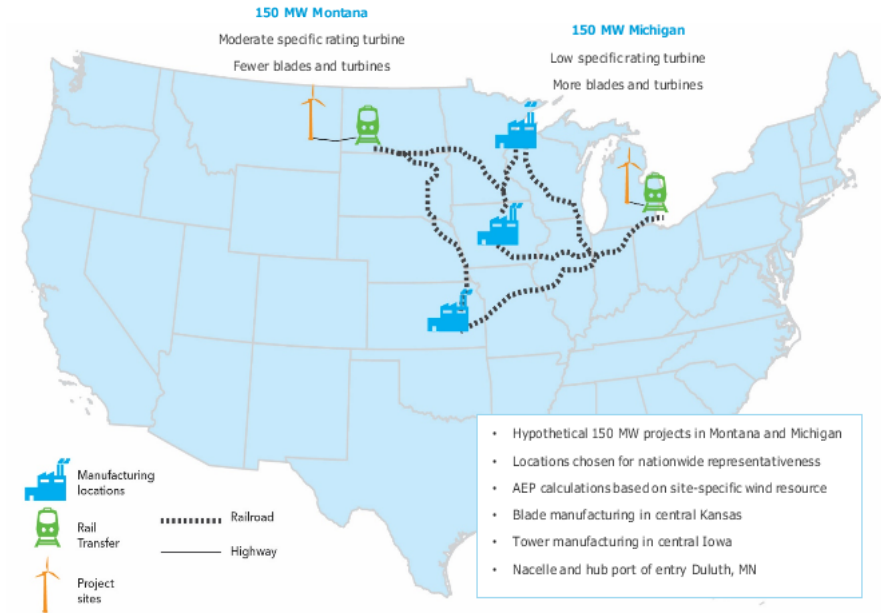 150 MW Montana
Moderate specific rating turbine
Fewer blades and turbines
150 MW Michigan
Low specific rating turbine
More blades and turbines
• Hypothetical 150 MW projects in Montana and Michigan
• Locations chosen for nationwide representativeness
• AEP calculations based on site-specific wind resource
• Blade manufacturing in central Kansas
• Tower manufacturing in central Iowa
• Nacelle and hub port of entry Duluth, MN
Manufacturing
locations
Rail
Transfer
Project
sites
Railroad
Highway